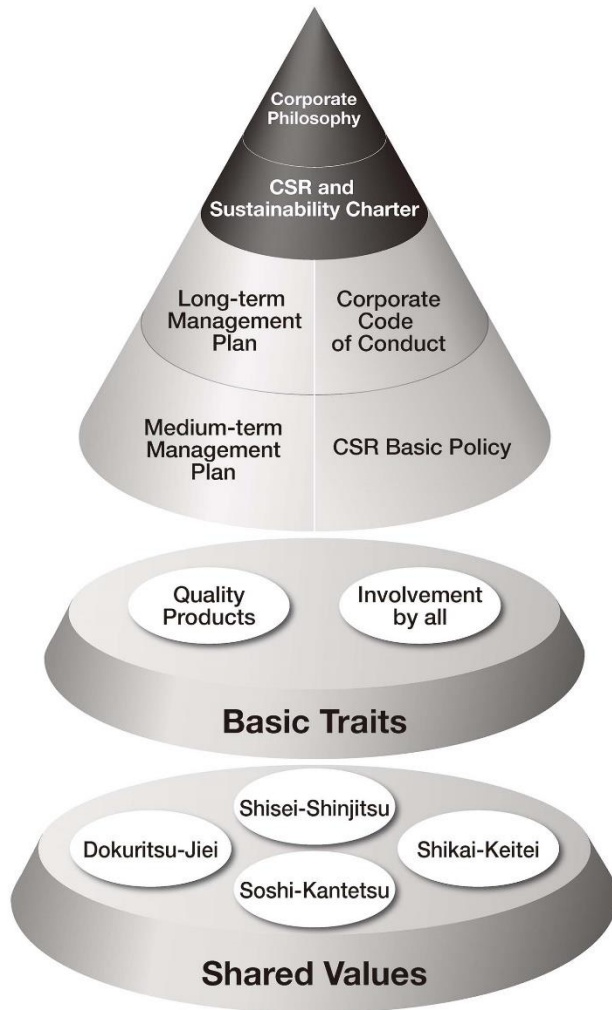 Corporate
Philosophy
CSR and
Sustainability Charter
Long-term
Management
Plan
Corporate
Code
of Conduct
Medium-term
Management
Plan
CSR Basic Policy
Quality
Products
Involvement
by all
Basic Traits
Shisei-Shinjitsu
Dokuritsu-Jiei
Shikai-Keitei
Soshi-Kantetsu
Shared Values